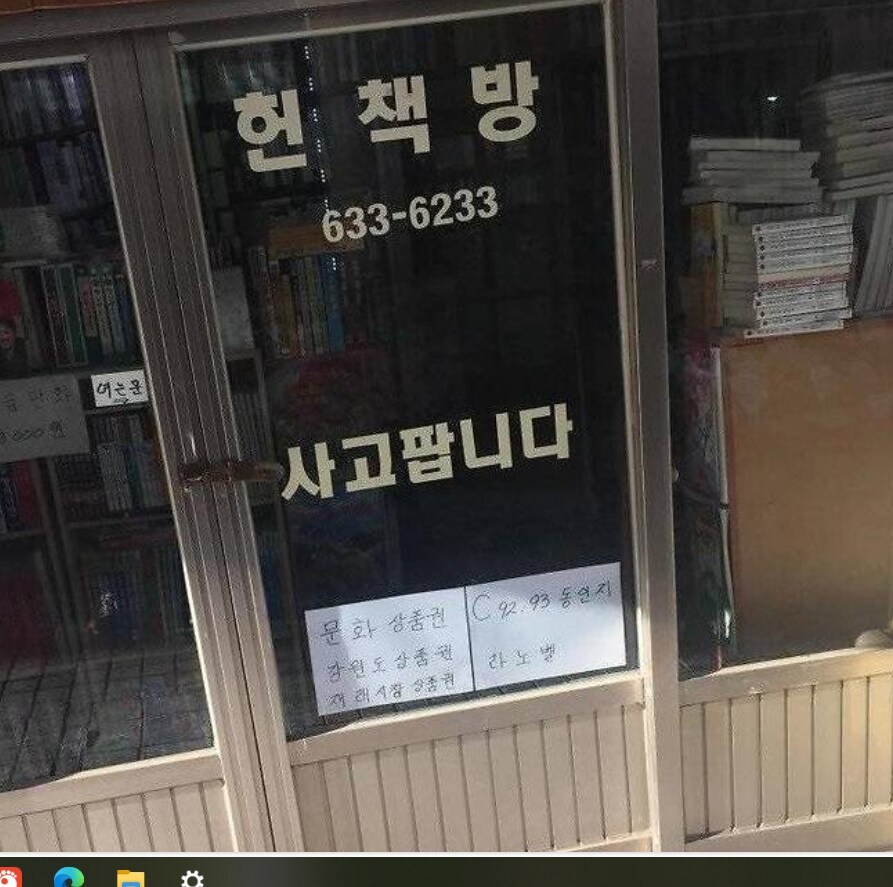 헌책방
633-6233
여는문
사고팝니다
문화상품권
강원도상품권
재래시장 상품권
C. 92. 93 동인지
라노벨